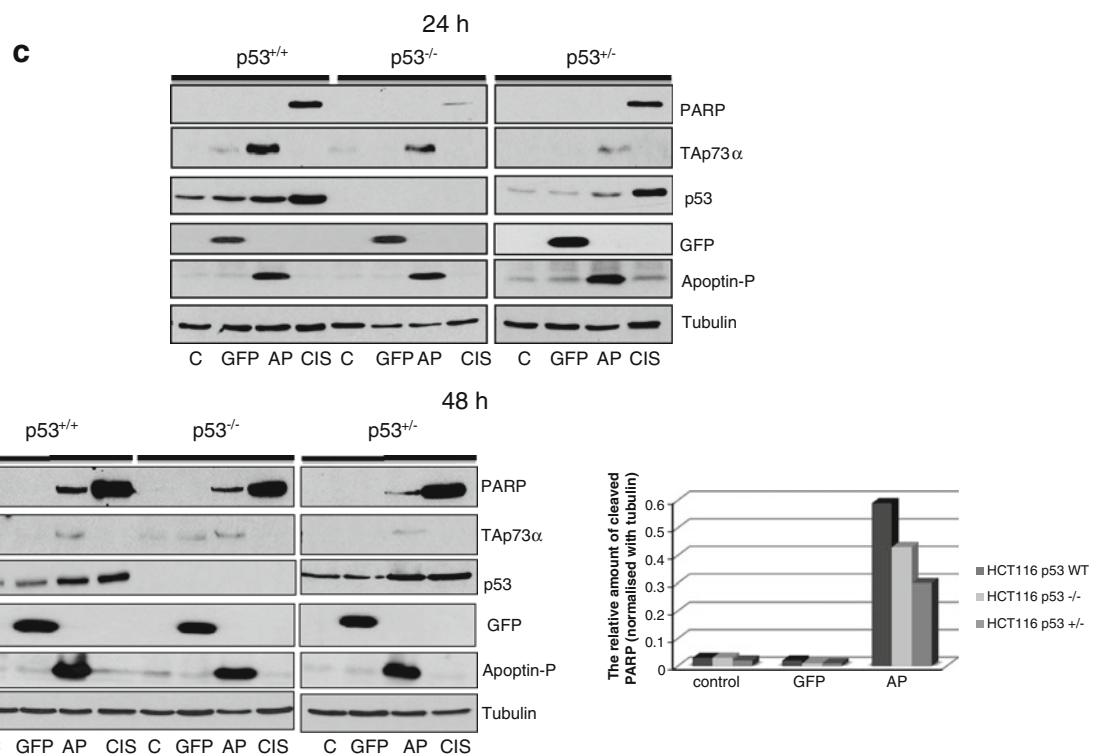 24 h
c
p53+/+ p53-/- p53+/-
PARP
TAp73α
p53
GFP
Apoptin-P
Tubulin
C GFP AP CIS C GFP AP CIS C GFP AP CIS
48 h
p53+/+ p53-/- p53+/-
PARP
TAp73α
p53
GFP
Apoptin-P
Tubulin
GFP AP CIS C GFP AP CIS C GFP AP CIS
The relative amount of cleaved
PARP (normalised with tubulin)
0.6
0.5
0.4
0.3
0.2
0.1
0
control GFP AP
HCT116 p53 WT
HCT116 p53 -/-
HCT116 p53 +/-